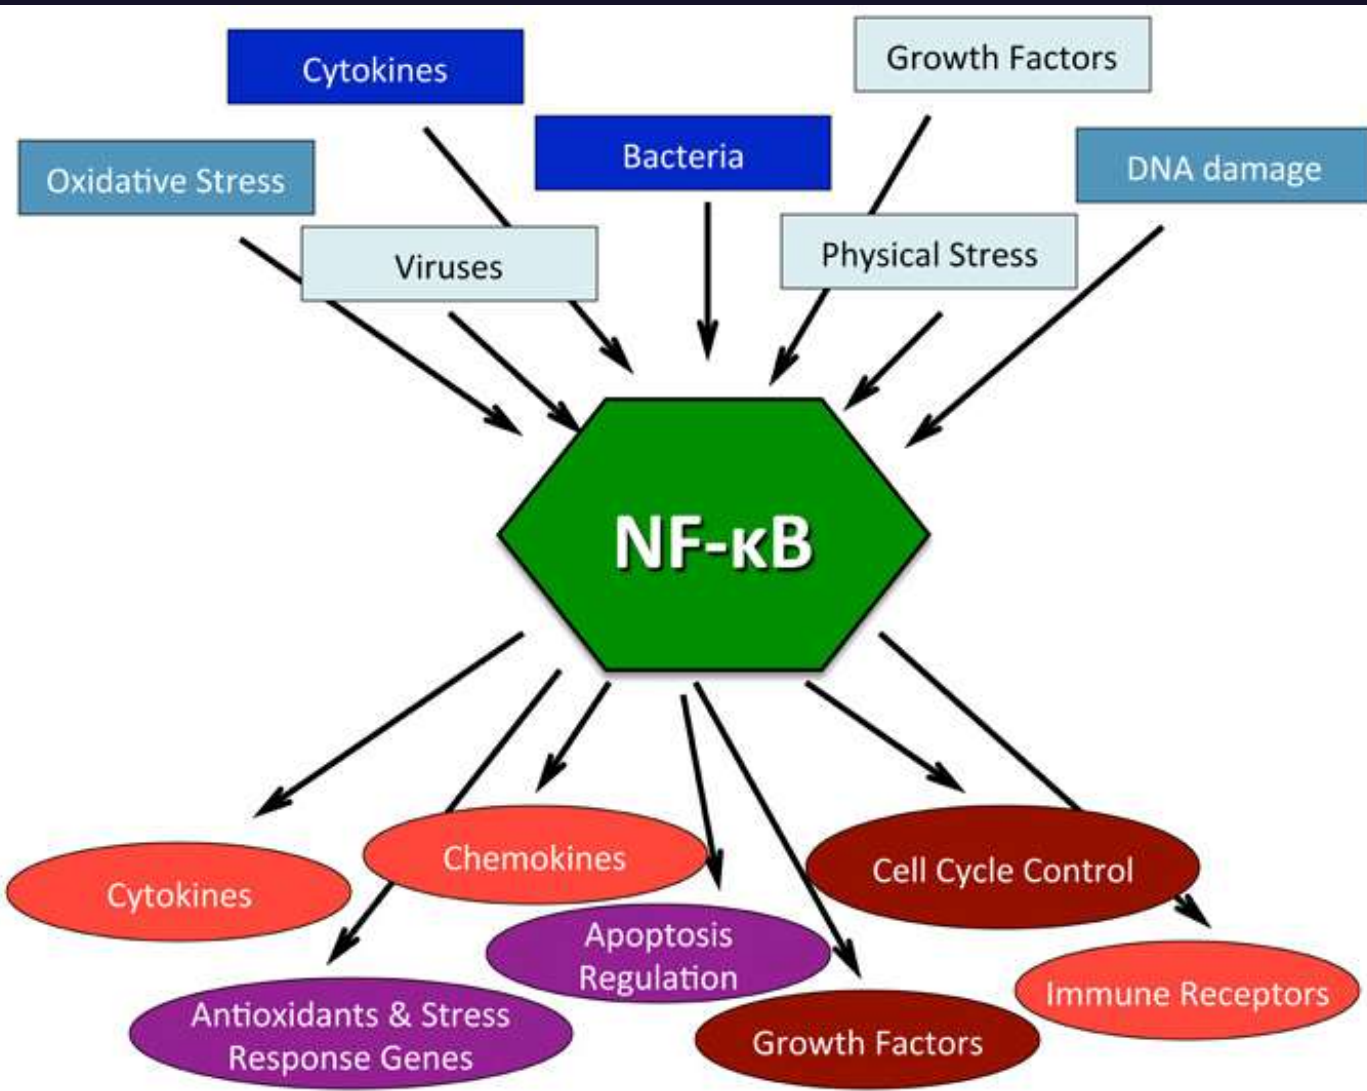 Cytokines
Growth Factors
Bacteria
Oxidative Stress
DNA damage
Viruses
Physical Stress
NF-κB
Chemokines
Cell Cycle Control
Cytokines
Apoptosis
Regulation
Immune Receptors
Antioxidants & Stress
Response Genes
Growth Factors